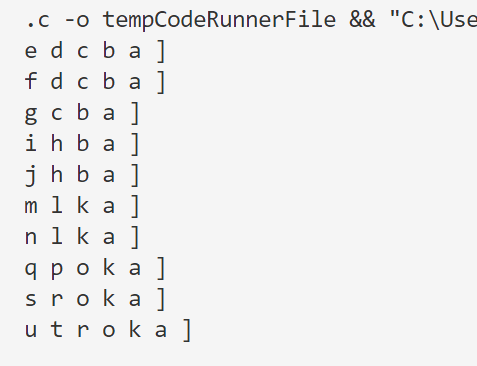 .c -o tempCodeRunnerFile && "C:\Use
e d c b a ]
f d c b a ]
g c b a ]
i h b a ]
j h b a ]
m l k a ]
n l k a ]
q p o k a ]
s r o k a ]
u t r o k a ]